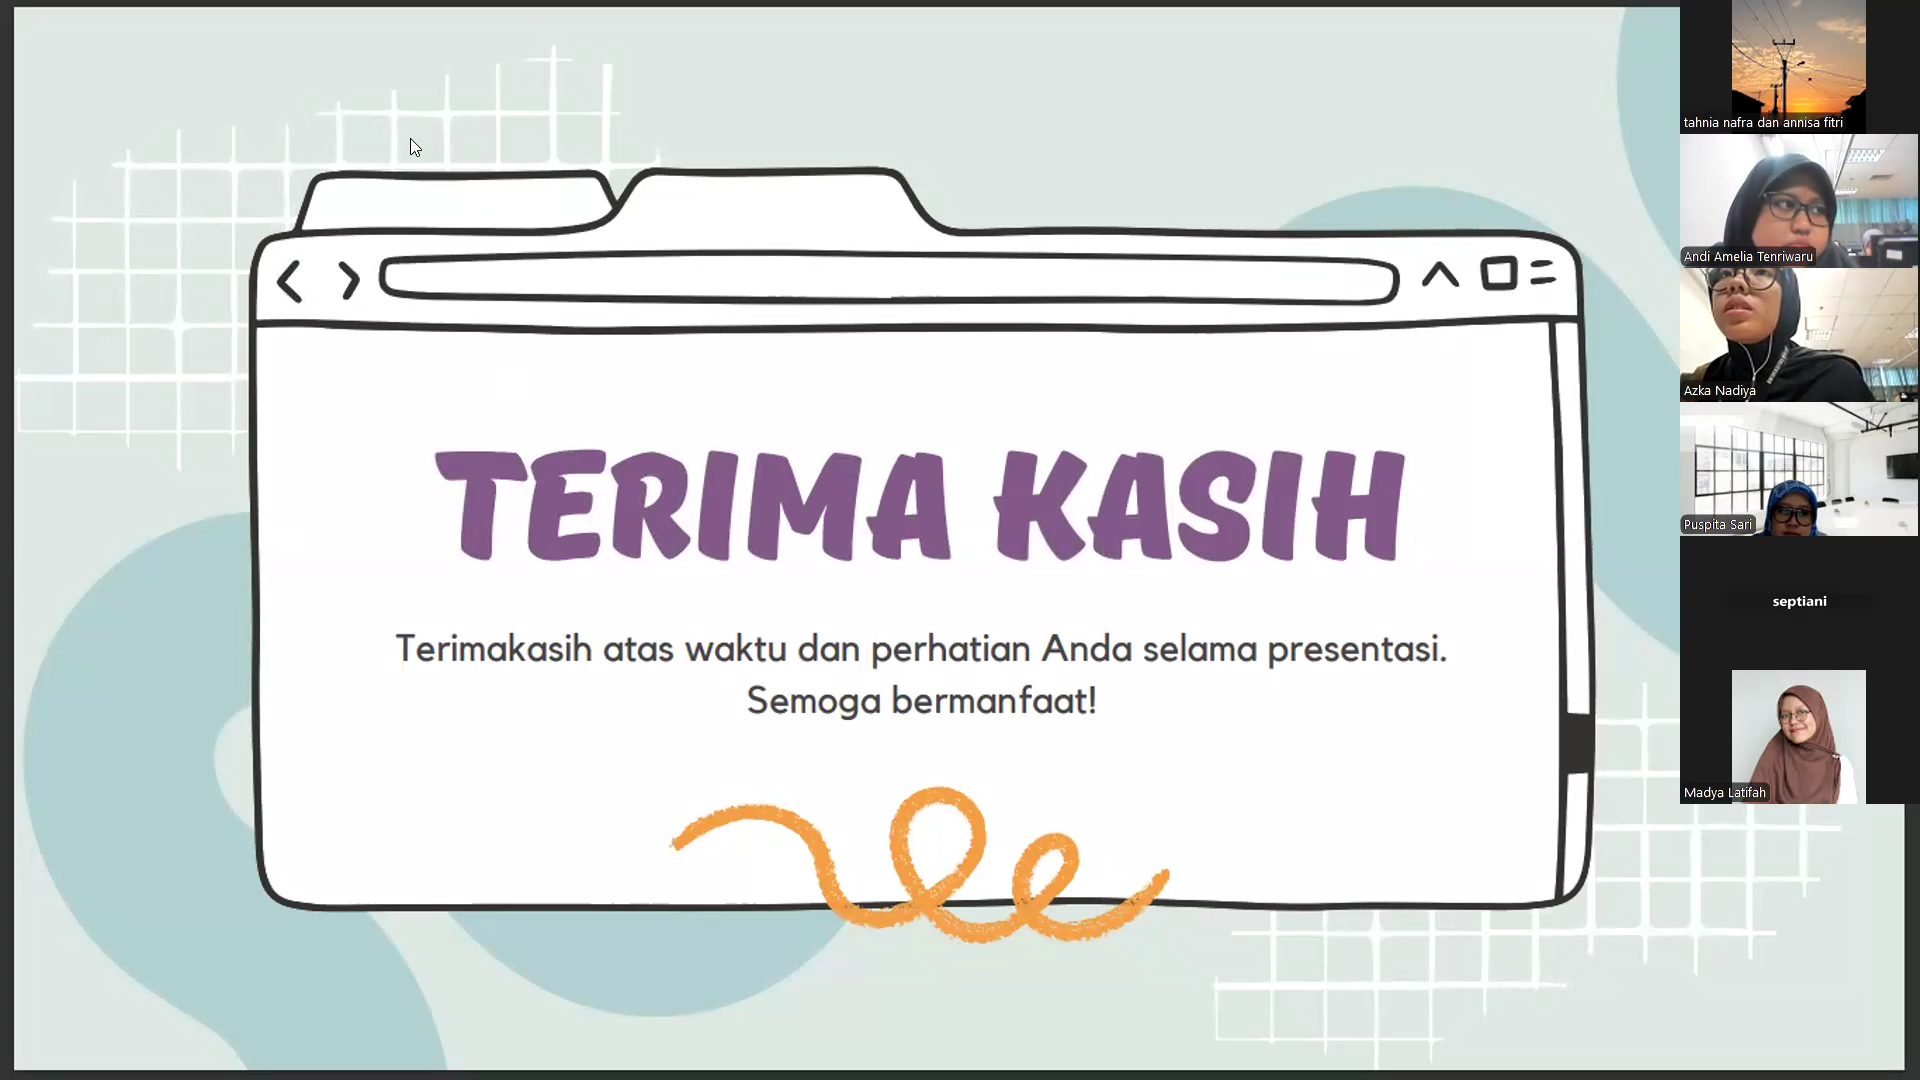 TERIMA KASIH
Terimakasih atas waktu dan perhatian Anda selama presentasi.
Semoga bermanfaat!
tahnia nafra dan annisa fitri
Andi Amelia Tenriwaru
Azka Nadiya
Puspita Sari
septiani
Madya Latifah